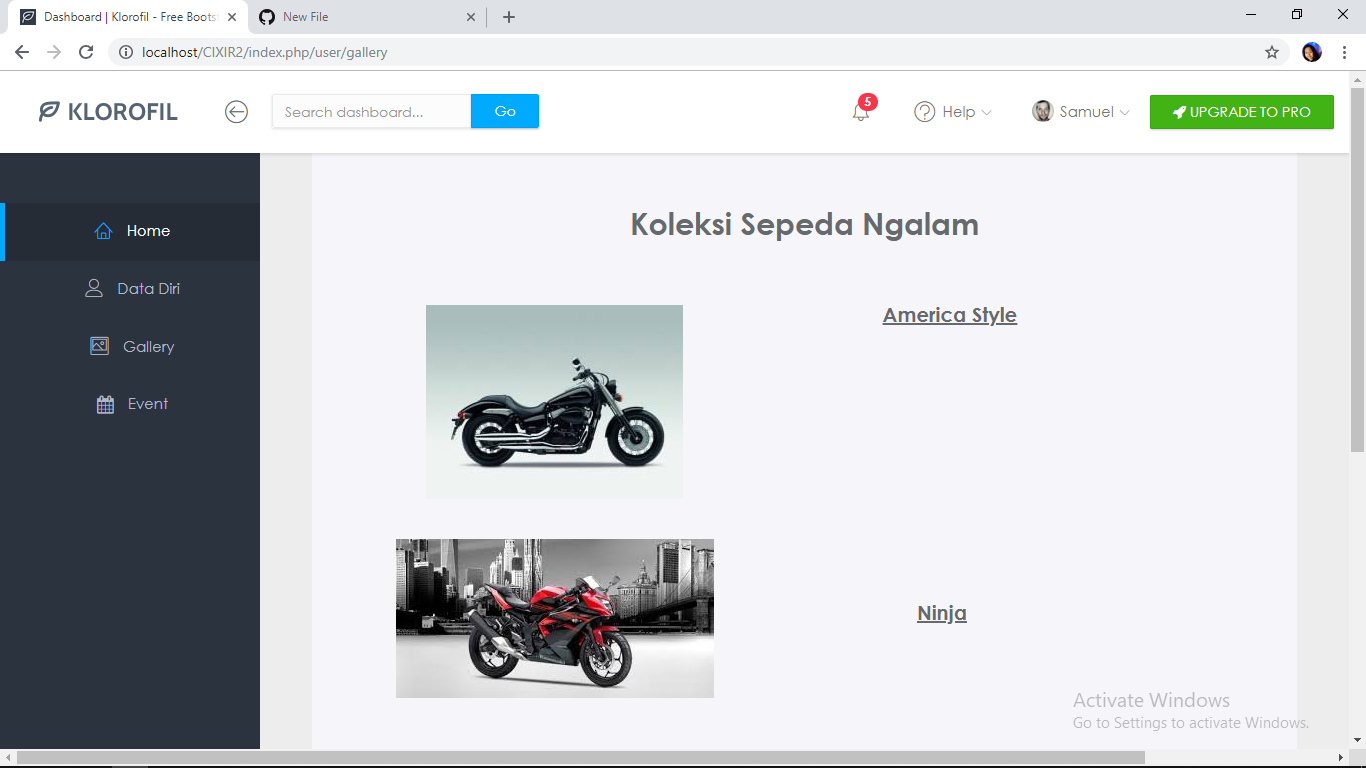 Dashboard | Klorofil - Free Bootst
New File
localhost/CIXIR2/index.php/user/gallery
KLOROFIL
Search dashboard...
Go
5
Help
Samuel
UPGRADE TO PRO
Home
Data Diri
Gallery
Event
Koleksi Sepeda Ngalam
America Style
Ninja
Activate Windows
Go to Settings to activate Windows.